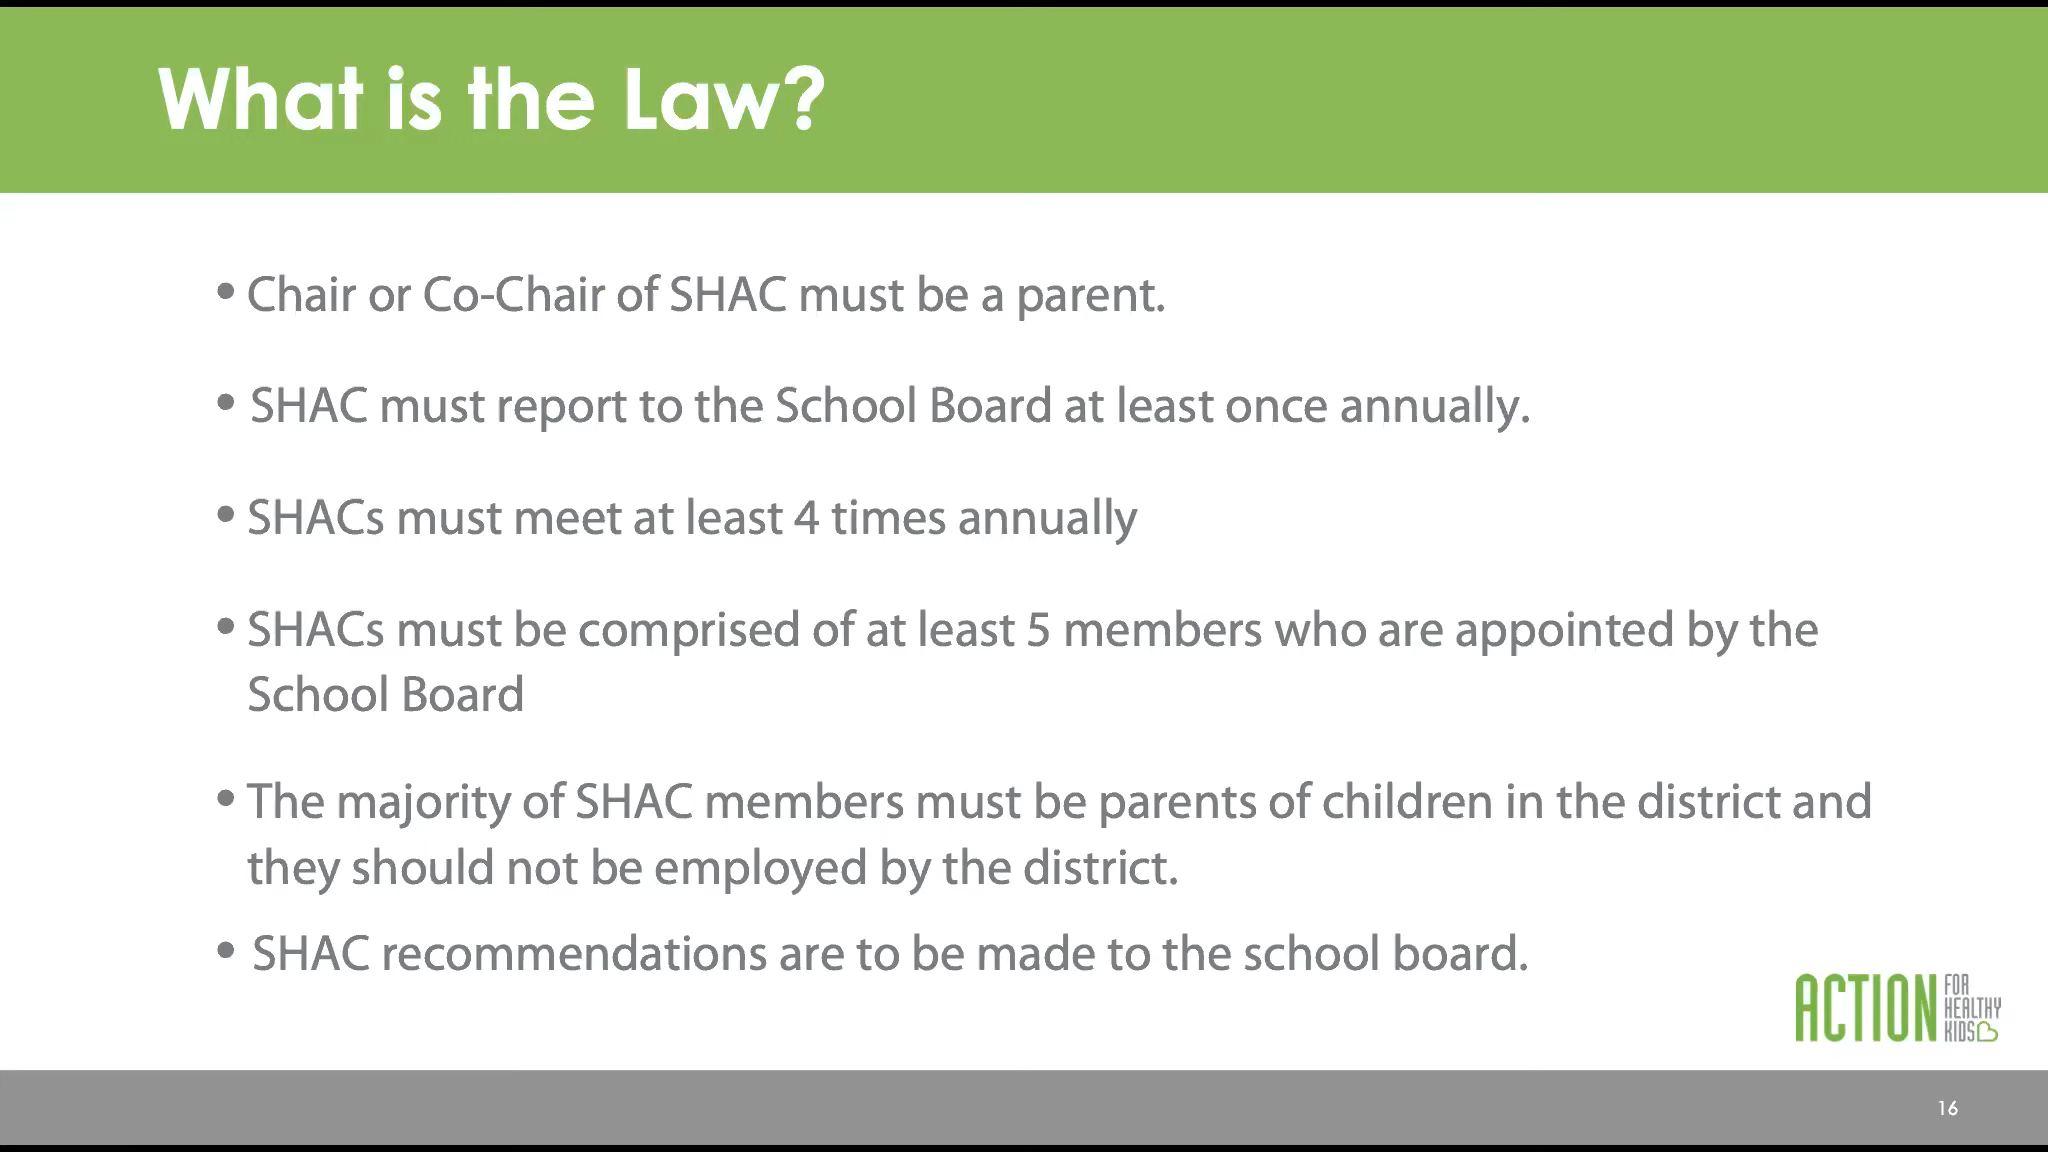 What is the Law?
• Chair or Co-Chair of SHAC must be a parent.
• SHAC must report to the School Board at least once annually.
• SHACs must meet at least 4 times annually
• SHACs must be comprised of at least 5 members who are appointed by the
School Board
• The majority of SHAC members must be parents of children in the district and
they should not be employed by the district.
• SHAC recommendations are to be made to the school board.
ACTION FOR
HEALTHY
KIDS
16